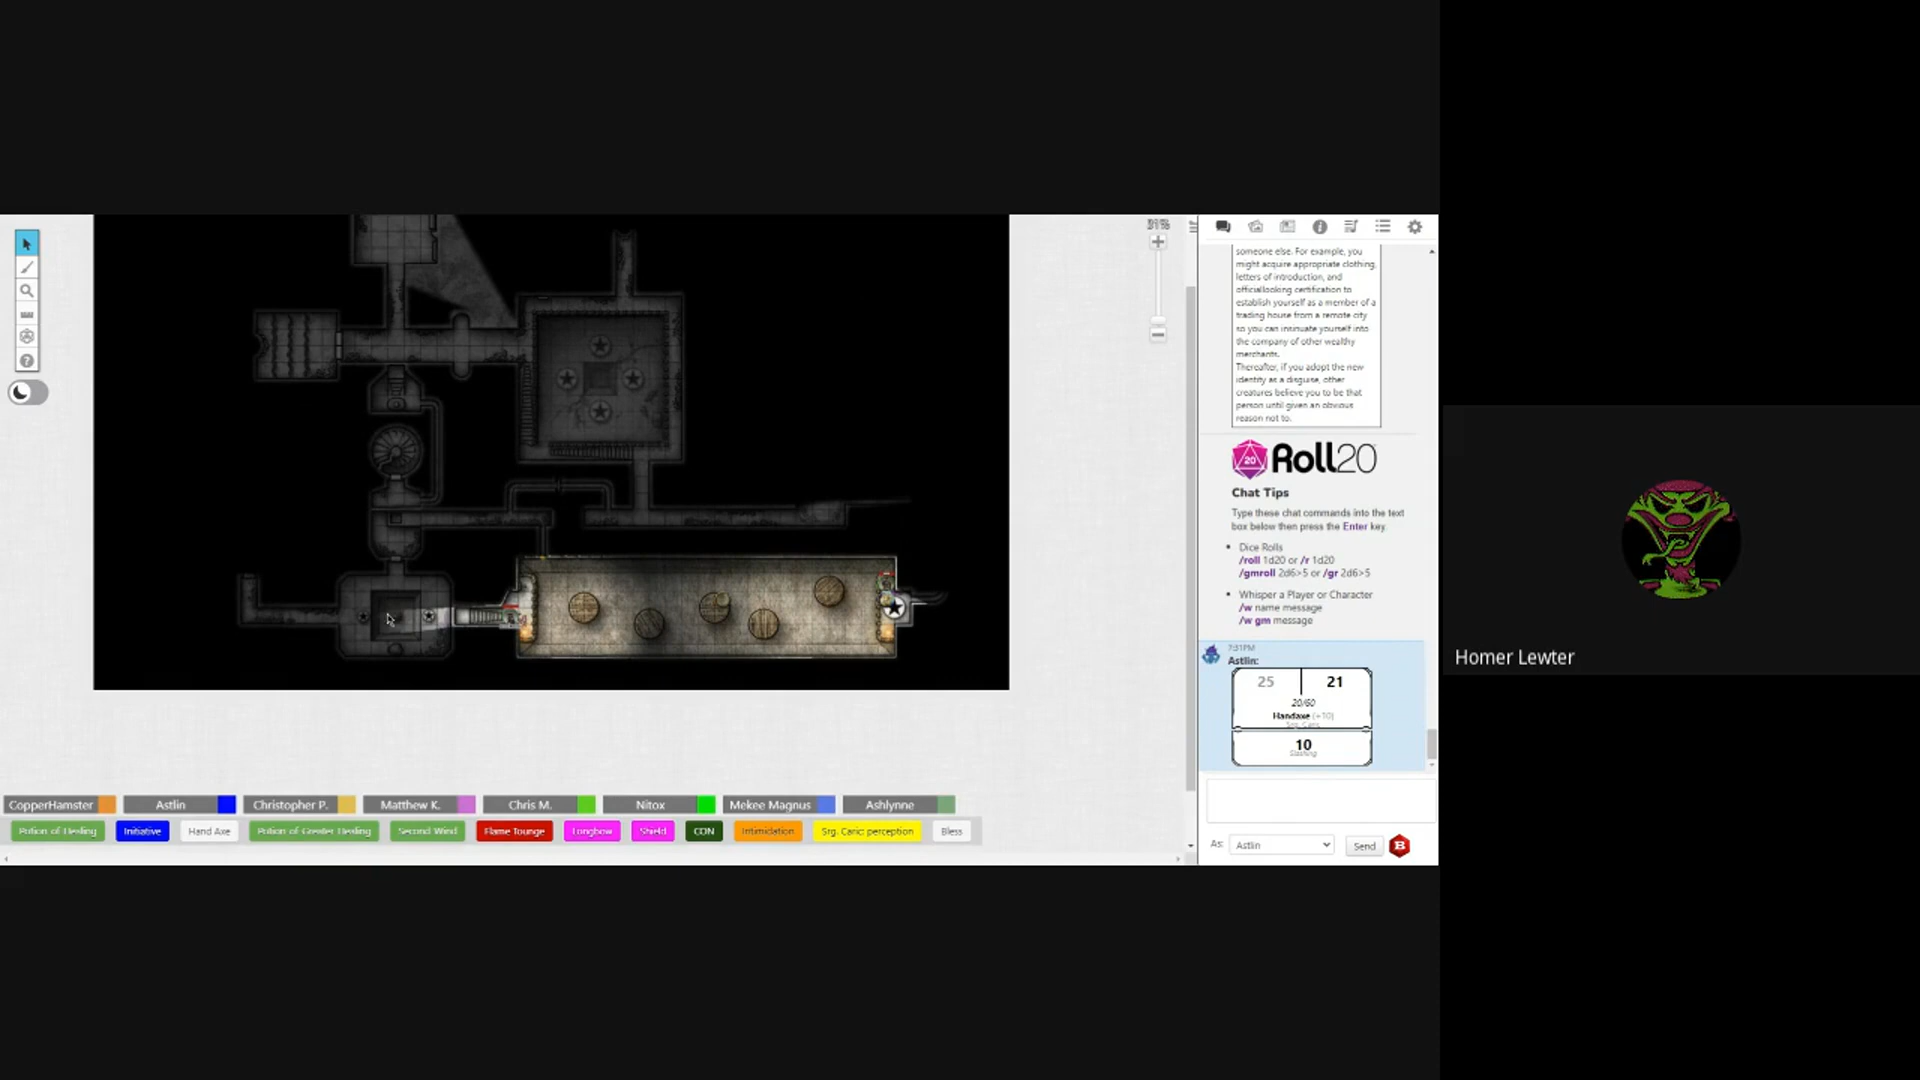 31%
someone else. For example, you
might acquire appropriate clothing,
letters of introduction, and
officiallooking certification to
establish yourself as a member of a
trading house from a remote city
so you can insinuate yourself into
the company of other wealthy
merchants.
Thereafter, if you adopt the new
identity as a disguise, other
creatures believe you to be that
person until given an obvious
reason not to.
20 Roll20
Chat Tips
Type these chat commands into the text
box below then press the Enter key.
• Dice Rolls
/roll 1d20 or /r 1d20
/gmroll 2d6>5 or /gr 2d6>5
• Whisper a Player or Character
/w name message
/w gm message
7:51PM
Astlin:
25 21
20/60
Handaxe (+10)
10
Slashing
Homer Lewter
CopperHamster Astlin Christopher P. Matthew K. Chris M. Nitox Mekee Magnus Ashlynne
Potion of Healing Initiative Hand Axe Potion of Greater Healing Second Wind Flame Tounge Longbow Shield CON Intimidation Srg. Caric: perception Bless
As: Astlin Send B